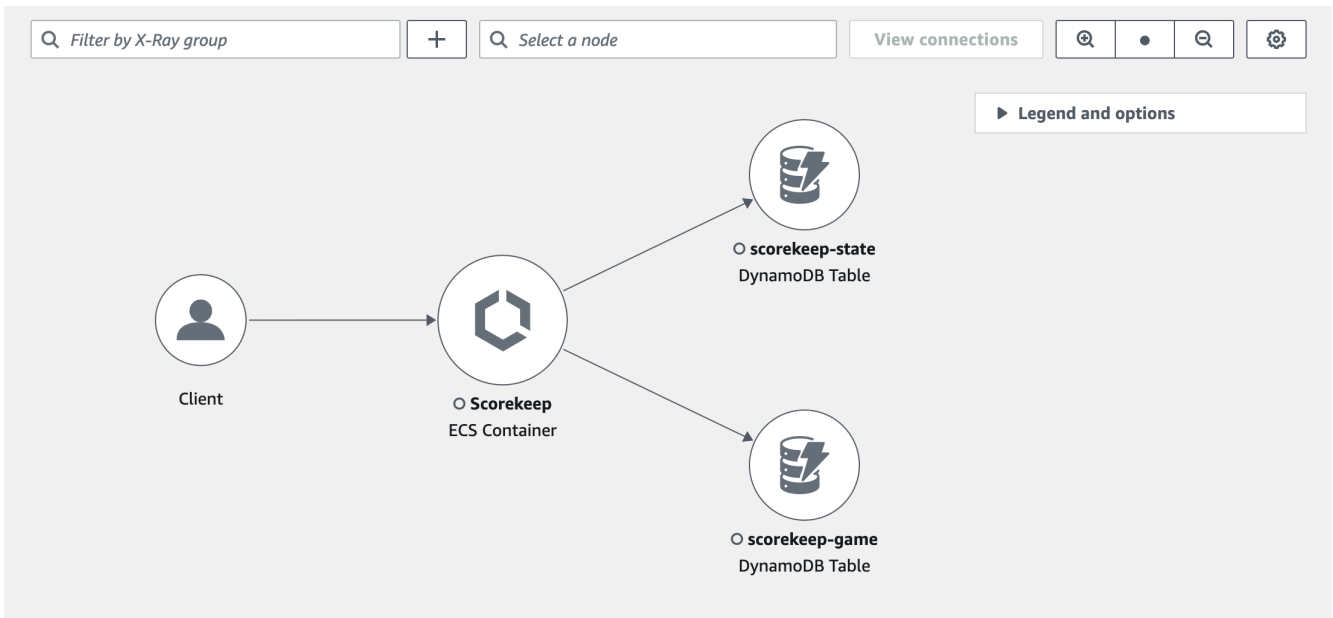 Filter by X-Ray group
Select a node
View connections
Legend and options
scorekeep-state
DynamoDB Table
Client
Scorekeep
ECS Container
scorekeep-game
DynamoDB Table